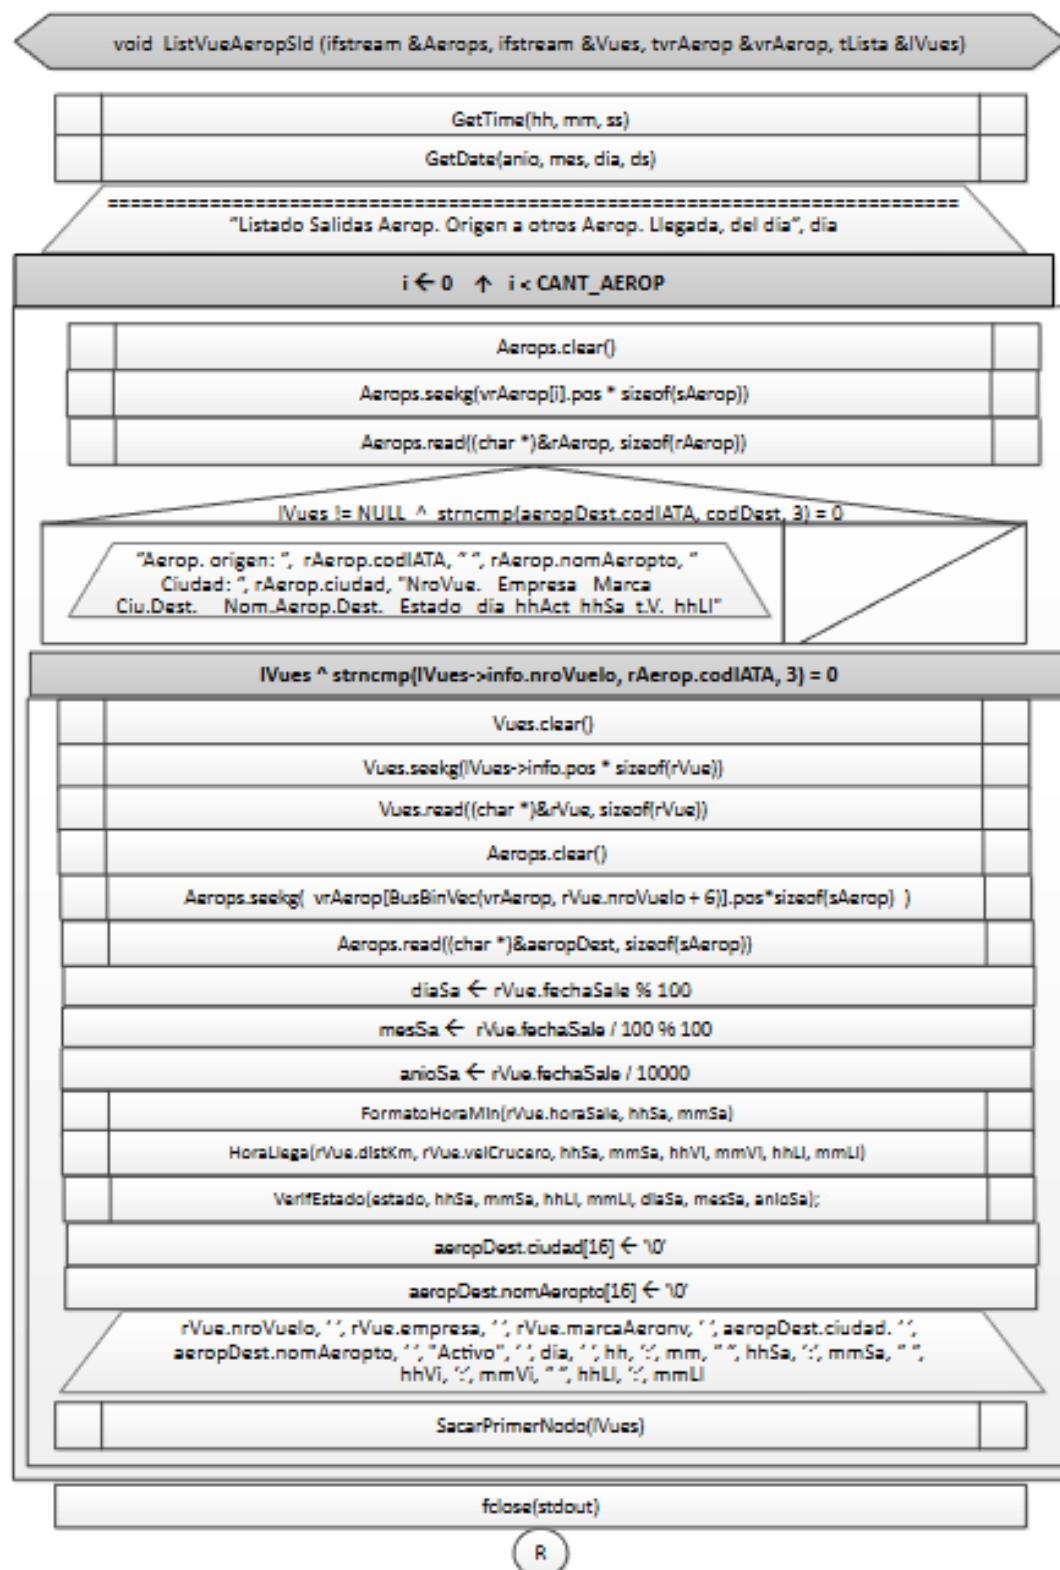 void ListVueAeropSld (ifstream &Aerops, ifstream &Vues, tvrAerop &vrAerop, tLista &lVues)
GetTime(hh, mm, ss)
GetDate(anio, mes, dia, ds)
==========================================================================
"Listado Salidas Aerop. Origen a otros Aerop. Llegada, del dia", dia
i ← 0 ↑ i < CANT_AEROP
Aerops.clear()
Aerops.seekg(vrAerop[i].pos * sizeof(sAerop))
Aerops.read((char *)&rAerop, sizeof(rAerop))
lVues != NULL ^ strncmp(aeropDest.codIATA, codDest, 3) = 0
"Aerop. origen: ", rAerop.codIATA, " ", rAerop.nomAeropto, "
Ciudad: ", rAerop.ciudad, "NroVue. Empresa Marca
Ciu.Dest. Nom.Aerop.Dest. Estado dia hhAct hhSa t.V. hhLl"
lVues ^ strncmp(lVues->info.nroVuelo, rAerop.codIATA, 3) = 0
Vues.clear()
Vues.seekg(lVues->info.pos * sizeof(rVue))
Vues.read((char *)&rVue, sizeof(rVue))
Aerops.clear()
Aerops.seekg( vrAerop[BusBinVec(vrAerop, rVue.nroVuelo + 6)].pos*sizeof(sAerop) )
Aerops.read((char *)&aeropDest, sizeof(sAerop))
diaSa ← rVue.fechaSale % 100
mesSa ← rVue.fechaSale / 100 % 100
anioSa ← rVue.fechaSale / 10000
FormatoHoraMin(rVue.horaSale, hhSa, mmSa)
HoraLlega(rVue.distKm, rVue.velCrucero, hhSa, mmSa, hhVi, mmVi, hhLl, mmLl)
VerifEstado(estado, hhSa, mmSa, hhLl, mmLl, diaSa, mesSa, anioSa);
aeropDest.ciudad[16] ← '\0'
aeropDest.nomAeropto[16] ← '\0'
rVue.nroVuelo, ' ', rVue.empresa, ' ', rVue.marcaAeronv, ' ', aeropDest.ciudad. ' ',
aeropDest.nomAeropto, ' ', "Activo", ' ', dia, ' ', hh, ':', mm, " ", hhSa, ':', mmSa, " ",
hhVi, ':', mmVi, " ", hhLl, ':', mmLl
SacarPrimerNodo(lVues)
fclose(stdout)
R